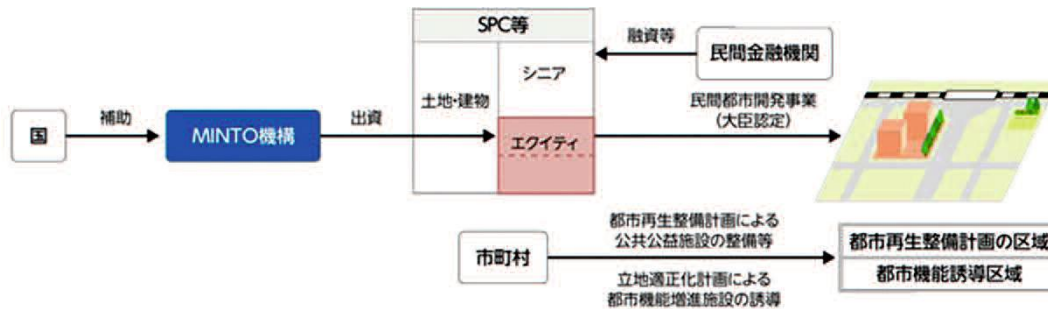 SPC等
融資等
民間金融機関
シニア
土地・建物
民間都市開発事業
(大臣認定)
国
補助
MINTO機構
出資
エクイティ
都市再生整備計画による
公共公益施設の整備等
市町村
都市再生整備計画の区域
都市機能誘導区域
立地適正化計画による
都市機能増進施設の誘導